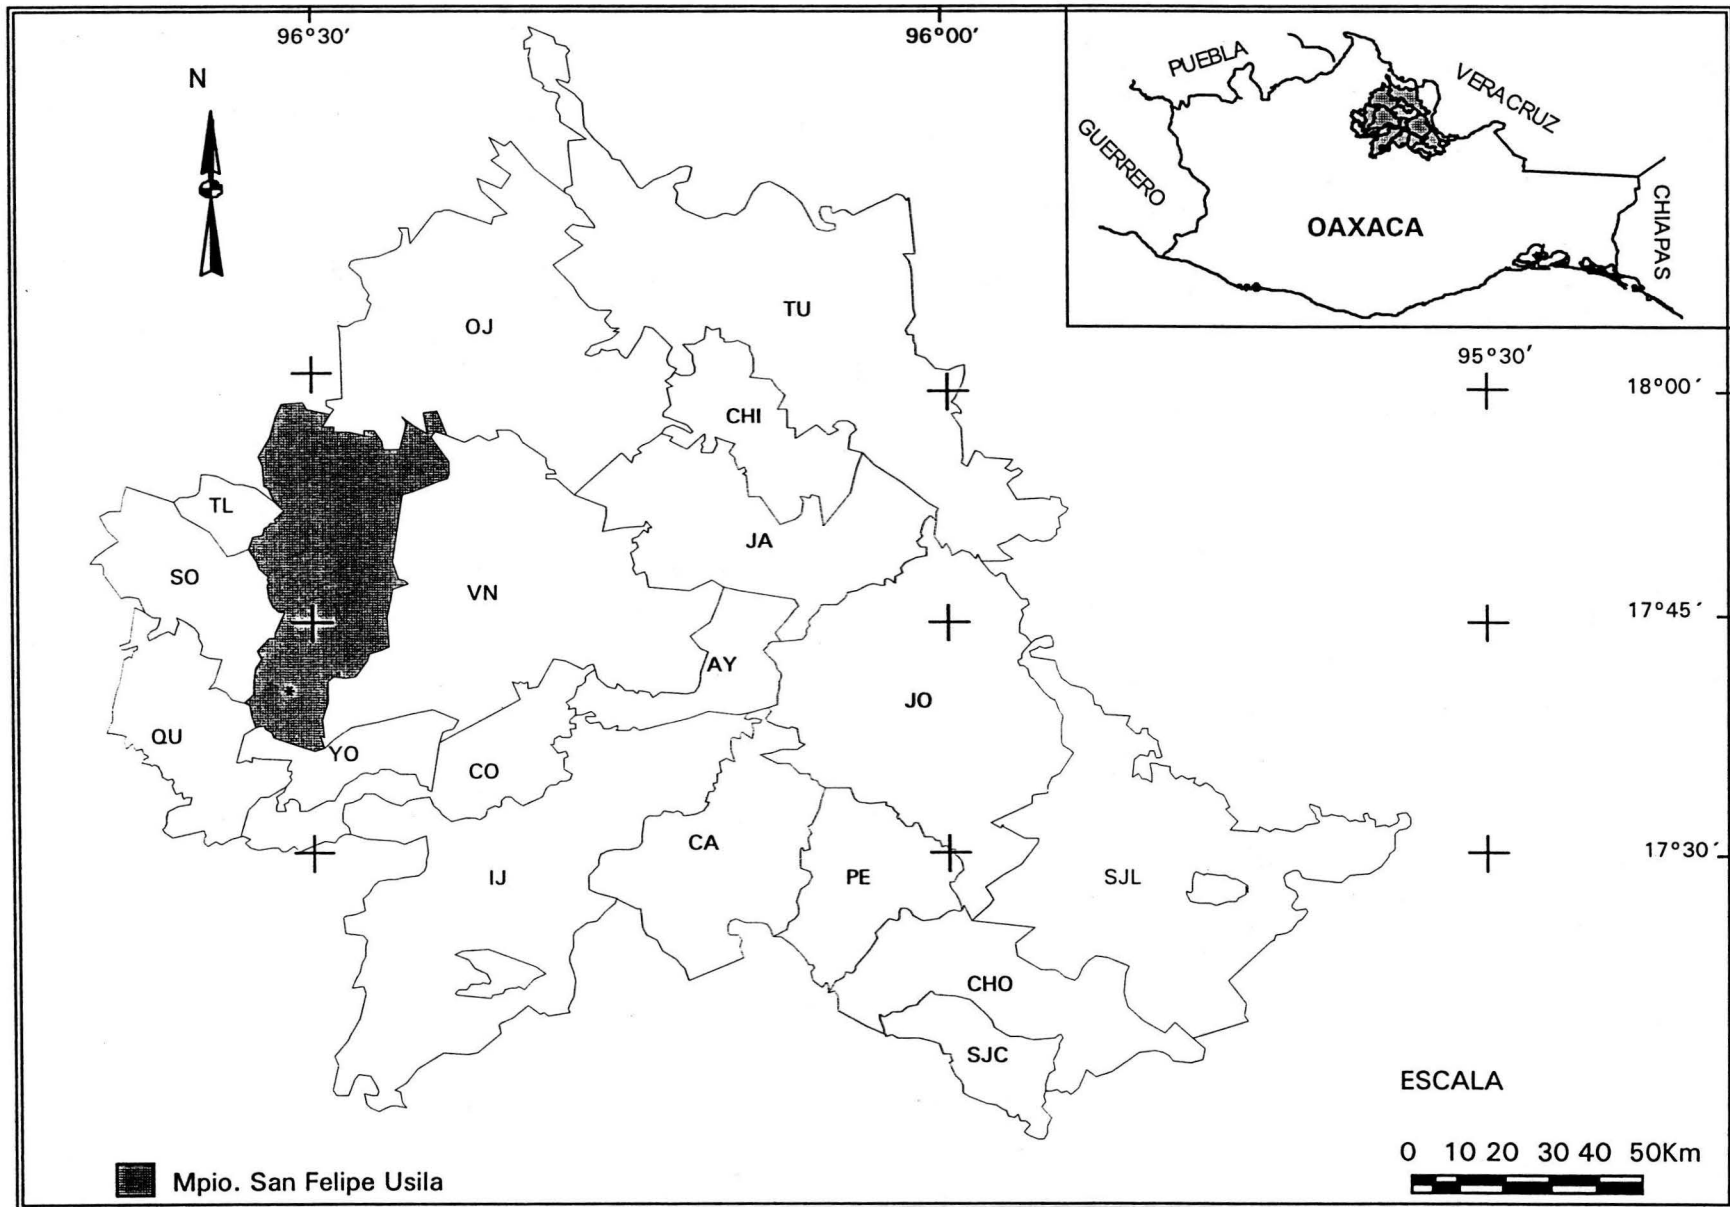 96°30'
96°00'
N
PUEBLA
VERACRUZ
GUERRERO
OAXACA
CHIAPAS
OJ
TU
95°30'
18°00'
CHI
TL
JA
SO
VN
17°45'
AY
JO
QU
YO
CO
CA
17°30'
IJ
PE
SJL
CHO
SJC
ESCALA
0 10 20 30 40 50Km
Mpio. San Felipe Usila